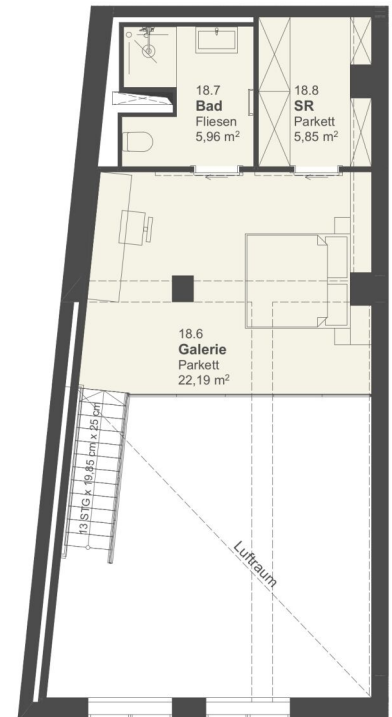 18.7
Bad
Fliesen
5,96 m²
18.8
SR
Parkett
5,85 m²
18.6
Galerie
Parkett
22,19 m²
13 STG x 19,85 cm x 25 cm
Luftraum